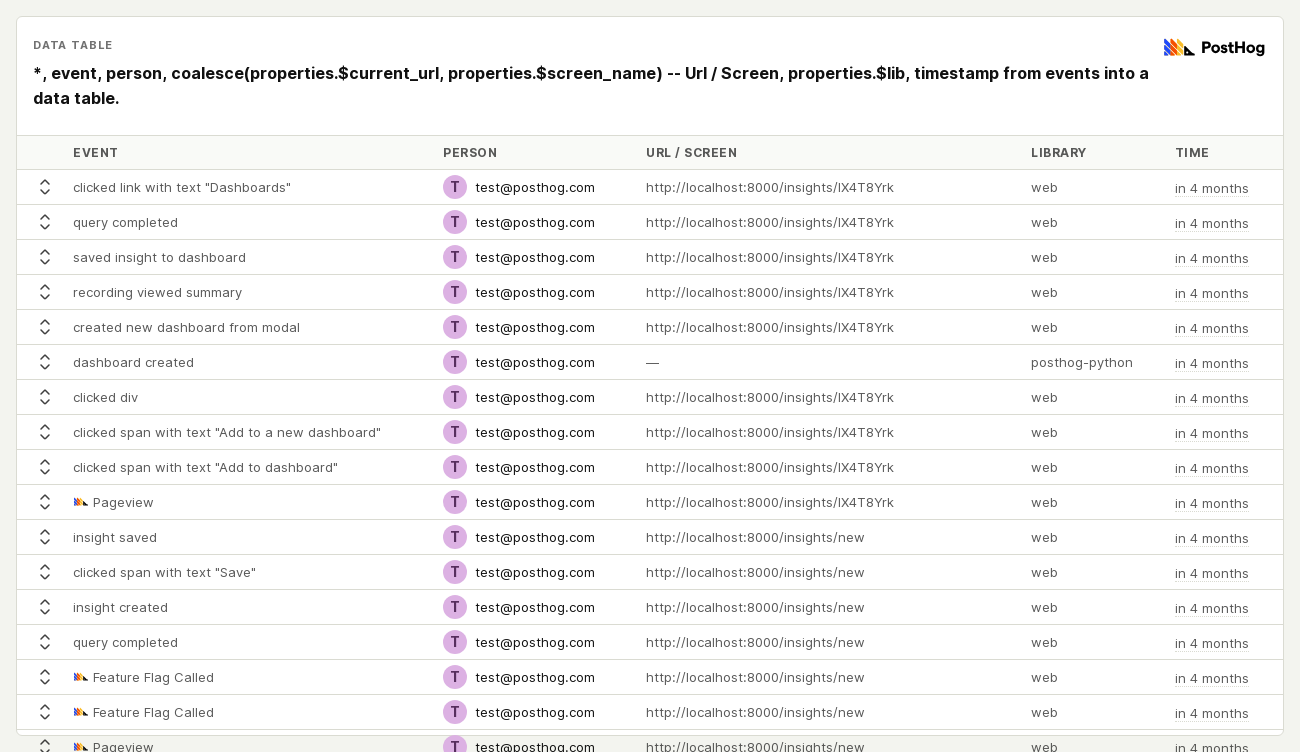 DATA TABLE
PostHog
*, event, person, coalesce(properties.$current_url, properties.$screen_name) -- Url / Screen, properties.$lib, timestamp from events into a
data table.
EVENT PERSON URL / SCREEN LIBRARY TIME
clicked link with text "Dashboards" T test@posthog.com http://localhost:8000/insights/IX4T8Yrk web in 4 months
query completed T test@posthog.com http://localhost:8000/insights/IX4T8Yrk web in 4 months
saved insight to dashboard T test@posthog.com http://localhost:8000/insights/IX4T8Yrk web in 4 months
recording viewed summary T test@posthog.com http://localhost:8000/insights/IX4T8Yrk web in 4 months
created new dashboard from modal T test@posthog.com http://localhost:8000/insights/IX4T8Yrk web in 4 months
dashboard created T test@posthog.com — posthog-python in 4 months
clicked div T test@posthog.com http://localhost:8000/insights/IX4T8Yrk web in 4 months
clicked span with text "Add to a new dashboard" T test@posthog.com http://localhost:8000/insights/IX4T8Yrk web in 4 months
clicked span with text "Add to dashboard" T test@posthog.com http://localhost:8000/insights/IX4T8Yrk web in 4 months
Pageview T test@posthog.com http://localhost:8000/insights/IX4T8Yrk web in 4 months
insight saved T test@posthog.com http://localhost:8000/insights/new web in 4 months
clicked span with text "Save" T test@posthog.com http://localhost:8000/insights/new web in 4 months
insight created T test@posthog.com http://localhost:8000/insights/new web in 4 months
query completed T test@posthog.com http://localhost:8000/insights/new web in 4 months
Feature Flag Called T test@posthog.com http://localhost:8000/insights/new web in 4 months
Feature Flag Called T test@posthog.com http://localhost:8000/insights/new web in 4 months
Pageview T test@posthog.com http://localhost:8000/insights/new web in 4 months